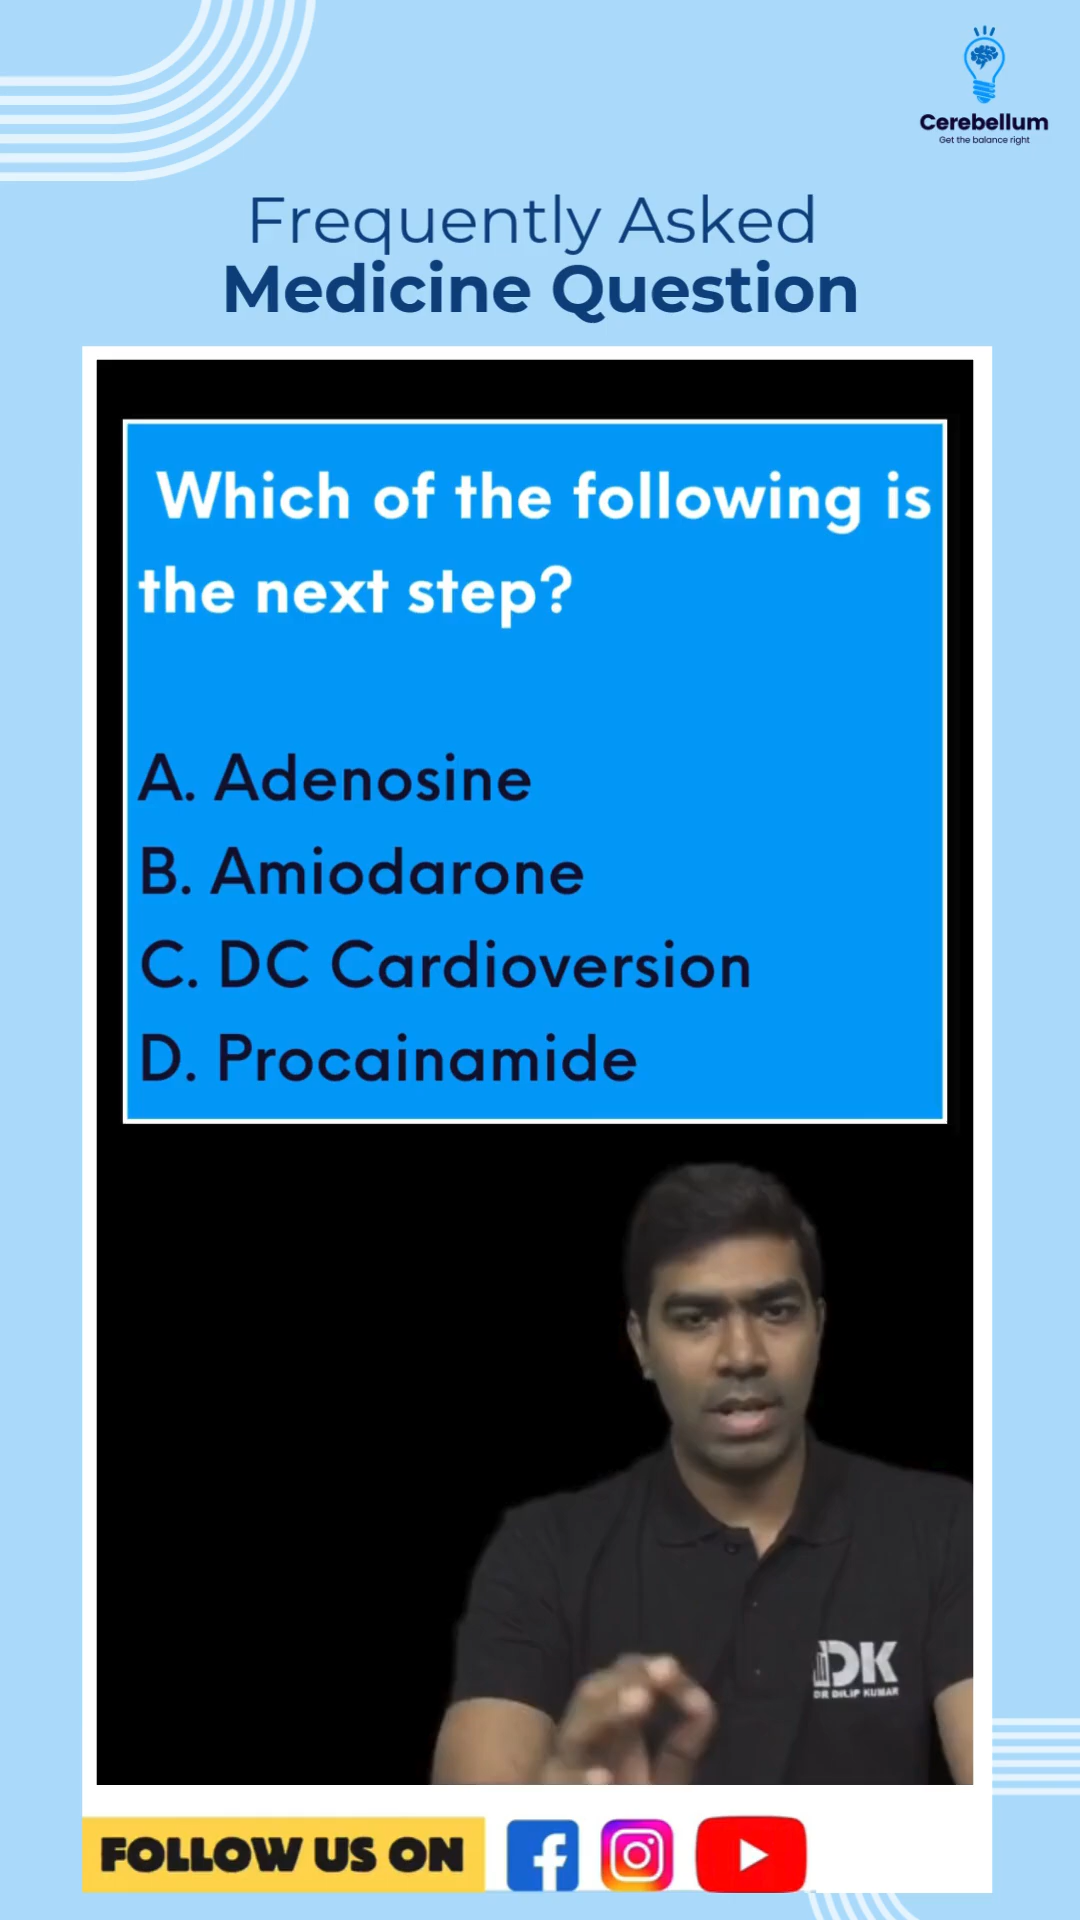 Cerebellum
Get the balance right
Frequently Asked
Medicine Question
Which of the following is
the next step?
A. Adenosine
B. Amiodarone
C. DC Cardioversion
D. Procainamide
DK
DR DILIP KUMAR
FOLLOW US ON